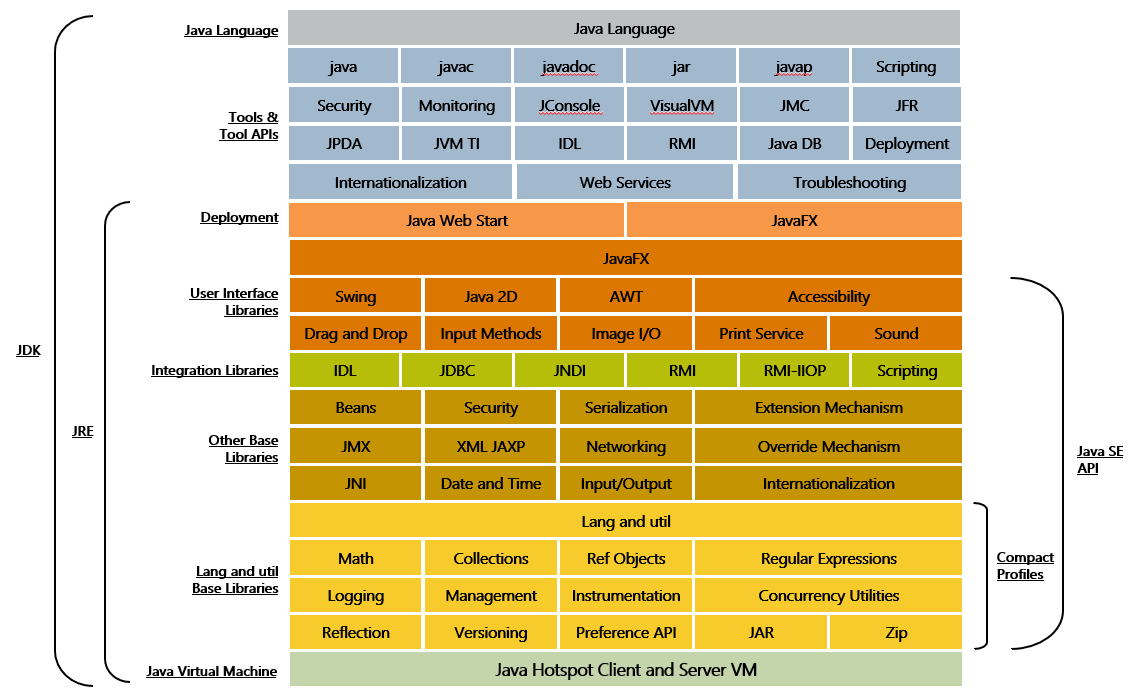 Java Language Java Language
java javac javadoc jar javap Scripting
Tools & Tool APIs
Security Monitoring JConsole VisualVM JMC JFR
JPDA JVM TI IDL RMI Java DB Deployment
Internationalization Web Services Troubleshooting
Deployment Java Web Start JavaFX
JavaFX
User Interface Libraries
Swing Java 2D AWT Accessibility
Drag and Drop Input Methods Image I/O Print Service Sound
JDK
Integration Libraries IDL JDBC JNDI RMI RMI-IIOP Scripting
Beans Security Serialization Extension Mechanism
JRE
Other Base Libraries
JMX XML JAXP Networking Override Mechanism
Java SE API
JNI Date and Time Input/Output Internationalization
Lang and util
Math Collections Ref Objects Regular Expressions
Compact Profiles
Lang and util Base Libraries
Logging Management Instrumentation Concurrency Utilities
Reflection Versioning Preference API JAR Zip
Java Virtual Machine Java Hotspot Client and Server VM